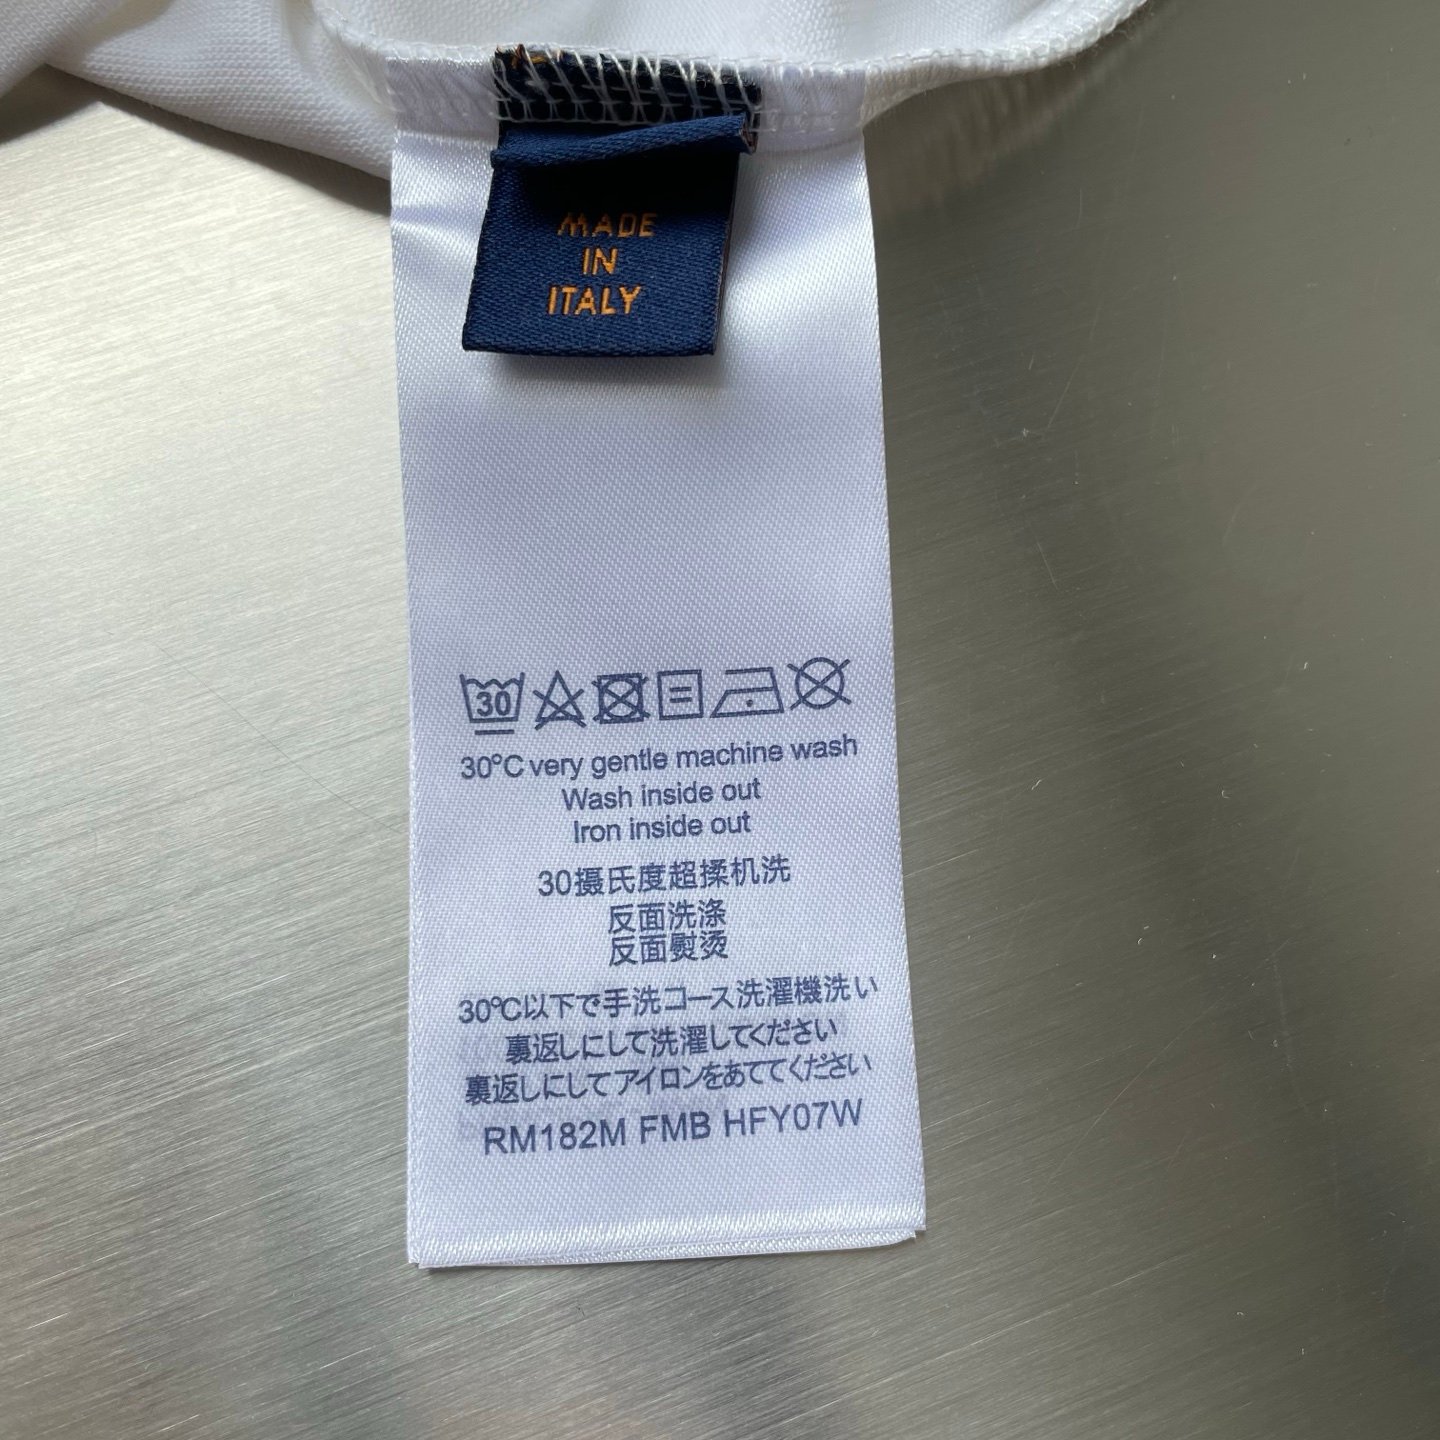 MADE
IN
ITALY
30
30°C very gentle machine wash
Wash inside out
Iron inside out
30摄氏度超揉机洗
反面洗涤
反面熨烫
30°C以下で手洗コース洗濯機洗い
裏返しにして洗濯してください
裏返しにしてアイロンをあててください
RM182M FMB HFY07W